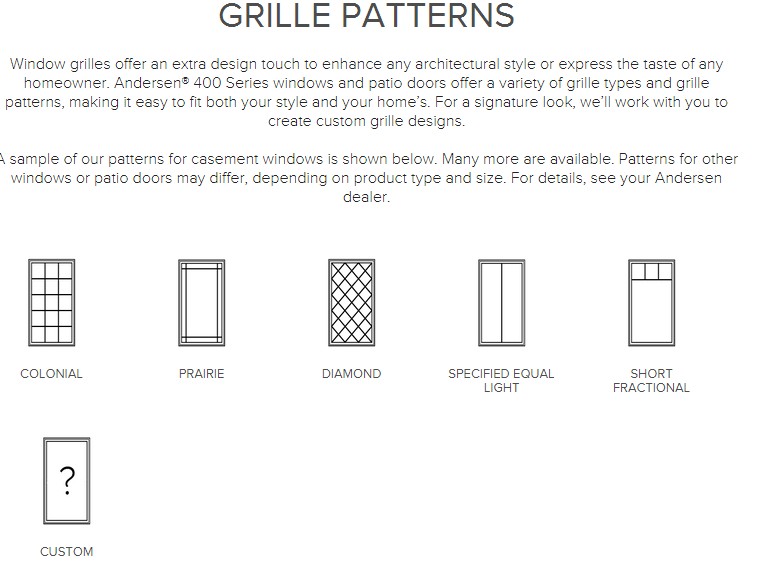 GRILLE PATTERNS
Window grilles offer an extra design touch to enhance any architectural style or express the taste of any
homeowner. Andersen® 400 Series windows and patio doors offer a variety of grille types and grille
patterns, making it easy to fit both your style and your home's. For a signature look, we'll work with you to
create custom grille designs.
A sample of our patterns for casement windows is shown below. Many more are available. Patterns for other
windows or patio doors may differ, depending on product type and size. For details, see your Andersen
dealer.
COLONIAL
PRAIRIE
DIAMOND
SPECIFIED EQUAL
LIGHT
SHORT
FRACTIONAL
?
CUSTOM